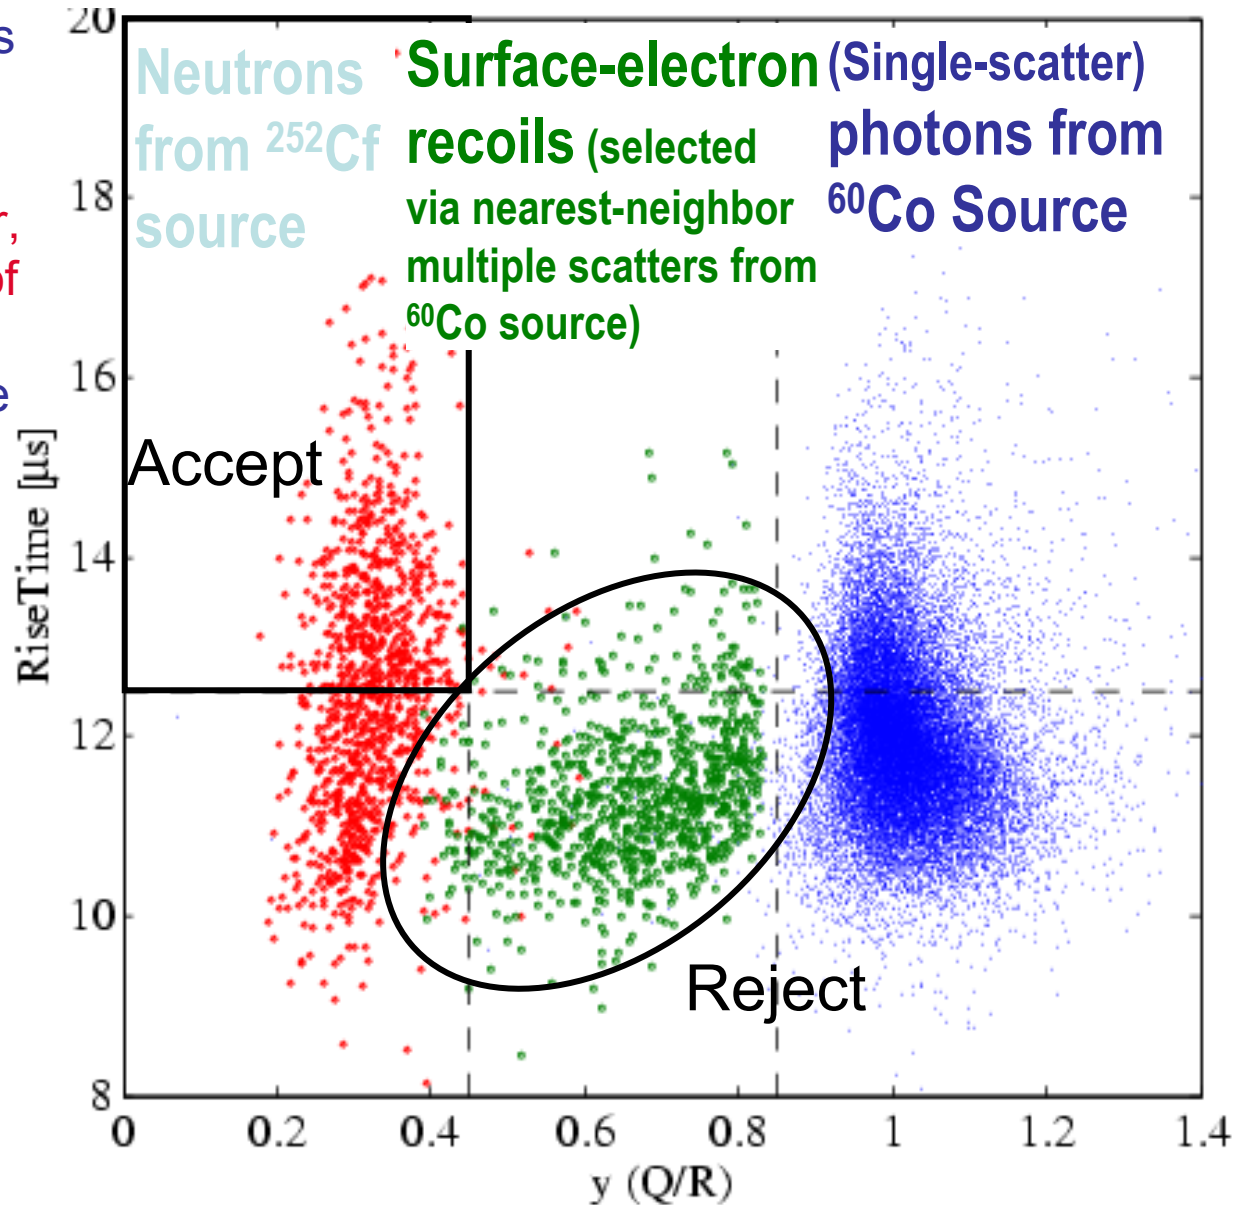 s
r,
of
e
20
18
16
14
12
10
8
RiseTime [μs]
Neutrons
from ²⁵²Cf
source
Surface-electron
recoils (selected
via nearest-neighbor
multiple scatters from
⁶⁰Co source)
(Single-scatter)
photons from
⁶⁰Co Source
Accept
Reject
0 0.2 0.4 0.6 0.8 1 1.2 1.4
y (Q/R)